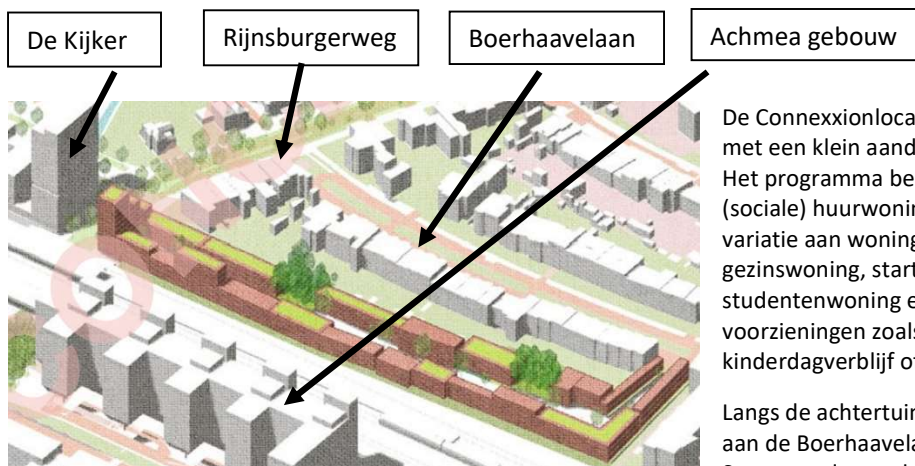 De Kijker
Rijnsburgerweg
Boerhaavelaan
Achmea gebouw
De Connexxionloca
met een klein aand
Het programma be
(sociale) huurwonin
variatie aan woning
gezinswoning, start
studentenwoning e
voorzieningen zoals
kinderdagverblijf o
Langs de achtertuin
aan de Boerhaavela